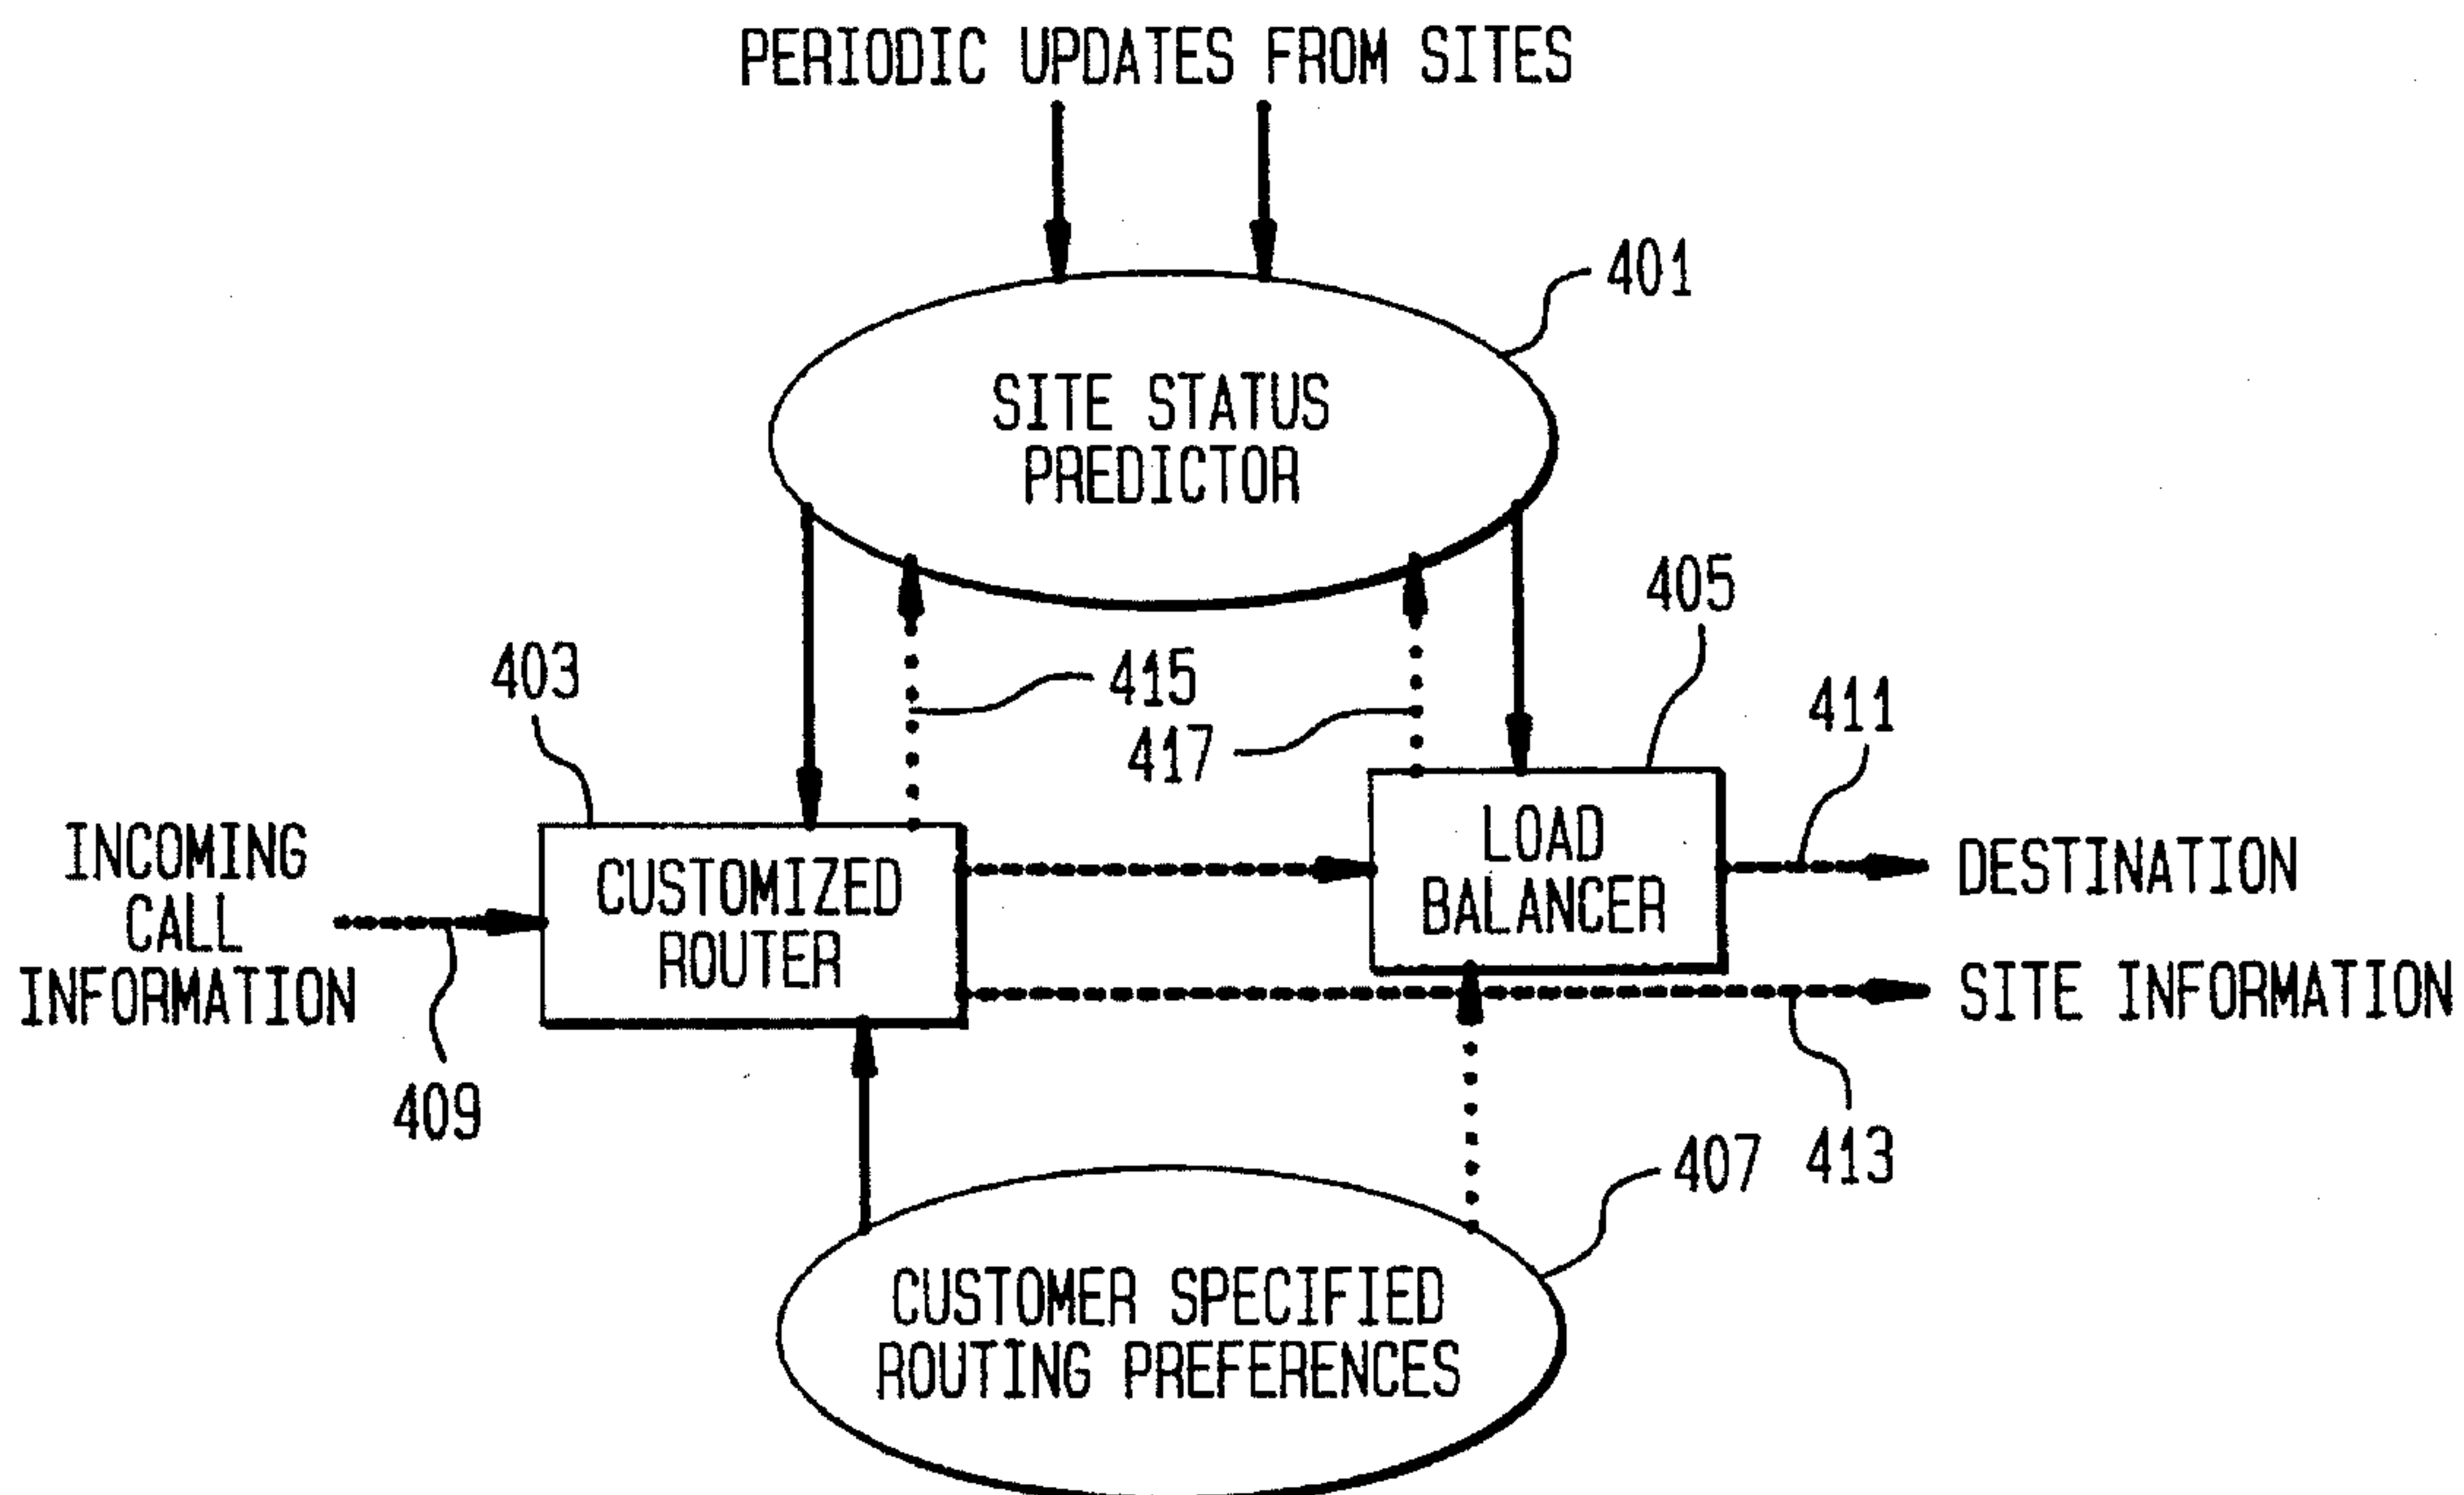 PERIODIC UPDATES FROM SITES
401
SITE STATUS
PREDICTOR
405
403
415
411
417
INCOMING
CALL
INFORMATION
CUSTOMIZED
ROUTER
LOAD
BALANCER
DESTINATION
SITE INFORMATION
409
407
413
CUSTOMER SPECIFIED
ROUTING PREFERENCES